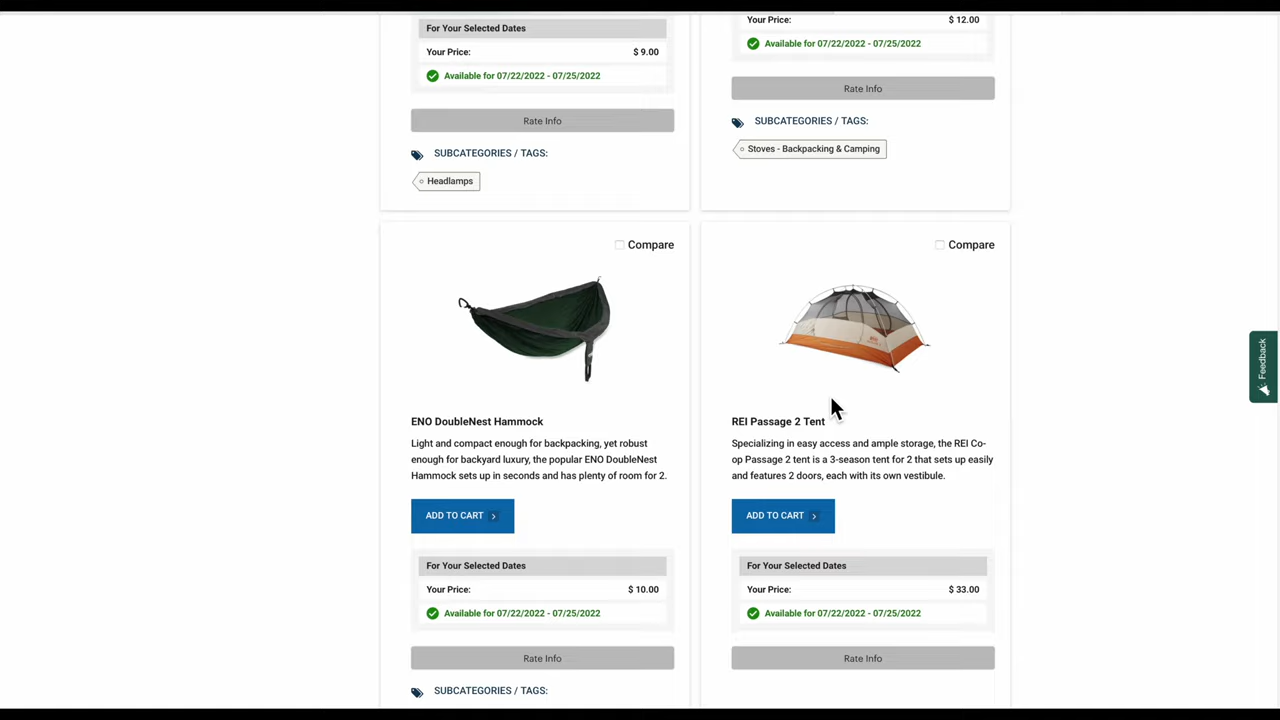 For Your Selected Dates
Your Price: $ 9.00
Available for 07/22/2022 - 07/25/2022
Rate Info
SUBCATEGORIES / TAGS:
Headlamps
Your Price: $ 12.00
Available for 07/22/2022 - 07/25/2022
Rate Info
SUBCATEGORIES / TAGS:
Stoves - Backpacking & Camping
Compare
ENO DoubleNest Hammock
Light and compact enough for backpacking, yet robust
enough for backyard luxury, the popular ENO DoubleNest
Hammock sets up in seconds and has plenty of room for 2.
ADD TO CART
For Your Selected Dates
Your Price: $ 10.00
Available for 07/22/2022 - 07/25/2022
Rate Info
SUBCATEGORIES / TAGS:
Compare
REI Passage 2 Tent
Specializing in easy access and ample storage, the REI Co-
op Passage 2 tent is a 3-season tent for 2 that sets up easily
and features 2 doors, each with its own vestibule.
ADD TO CART
For Your Selected Dates
Your Price: $ 33.00
Available for 07/22/2022 - 07/25/2022
Rate Info
Feedback